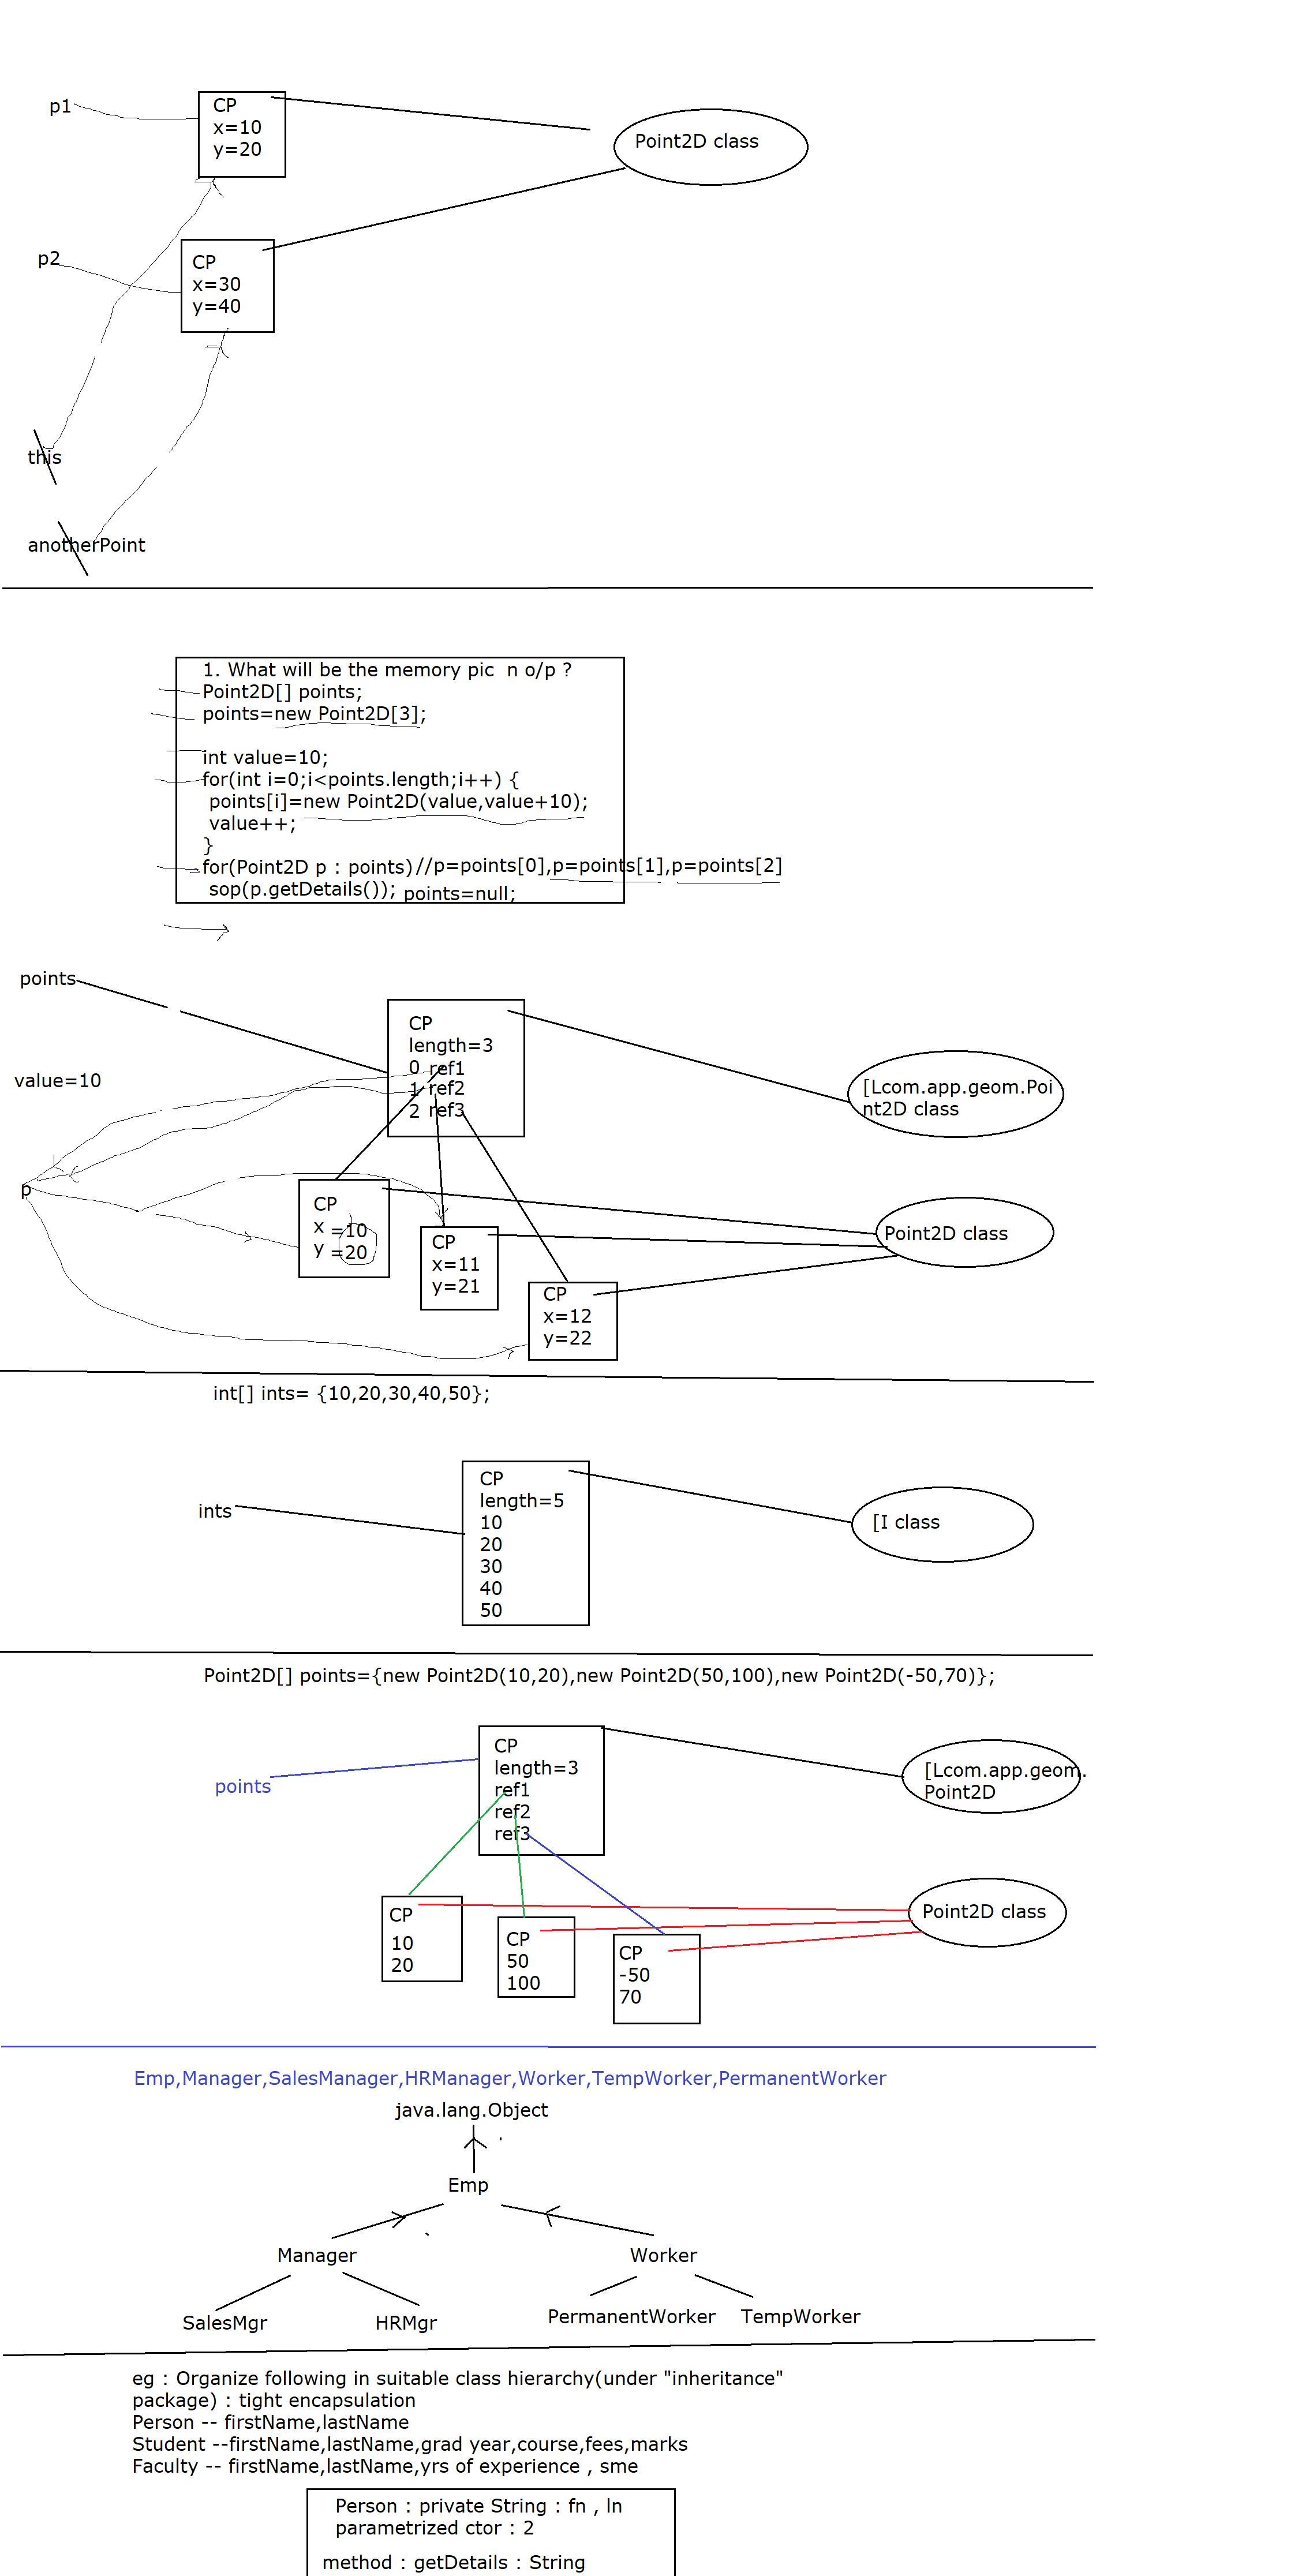 p1
CP
x=10
y=20
Point2D class
p2
CP
x=30
y=40
this
anotherPoint
1. What will be the memory pic  n o/p ?
Point2D[] points;
points=new Point2D[3];
int value=10;
for(int i=0;i<points.length;i++) {
points[i]=new Point2D(value,value+10);
value++;
}
for(Point2D p : points)//p=points[0],p=points[1],p=points[2]
sop(p.getDetails()); points=null;
points
CP
length=3
0 ref1
1 ref2
2 ref3
value=10
[Lcom.app.geom.Poi
nt2D class
p
CP
x =10
y =20
CP
x=11
y=21
CP
x=12
y=22
Point2D class
int[] ints= {10,20,30,40,50};
ints
CP
length=5
10
20
30
40
50
[I class
Point2D[] points={new Point2D(10,20),new Point2D(50,100),new Point2D(-50,70)};
points
CP
length=3
ref1
ref2
ref3
[Lcom.app.geom.
Point2D
CP
10
20
CP
50
100
CP
-50
70
Point2D class
Emp,Manager,SalesManager,HRManager,Worker,TempWorker,PermanentWorker
java.lang.Object
Emp
Manager
Worker
SalesMgr
HRMgr
PermanentWorker
TempWorker
eg : Organize following in suitable class hierarchy(under "inheritance"
package) : tight encapsulation
Person -- firstName,lastName
Student --firstName,lastName,grad year,course,fees,marks
Faculty -- firstName,lastName,yrs of experience , sme
Person : private String : fn , ln
parametrized ctor : 2
method : getDetails : String